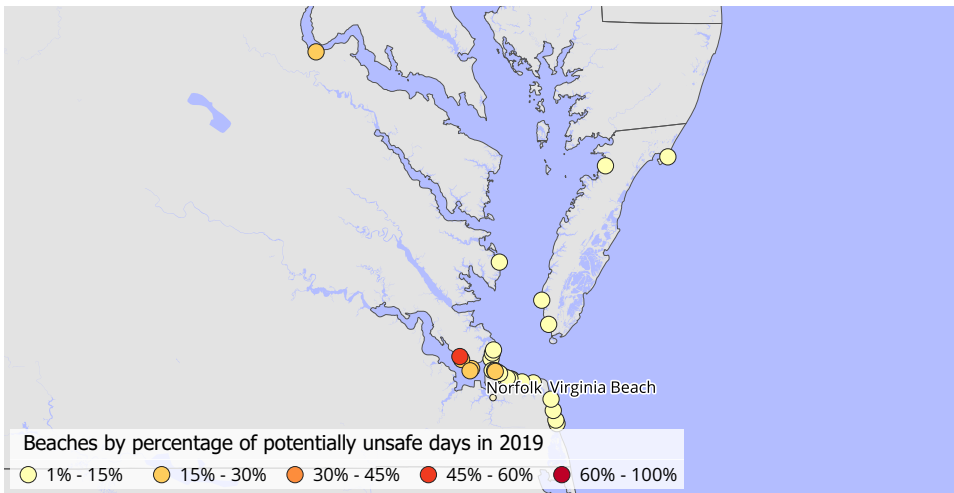 Norfolk Virginia Beach
Beaches by percentage of potentially unsafe days in 2019
1% - 15% 15% - 30% 30% - 45% 45% - 60% 60% - 100%